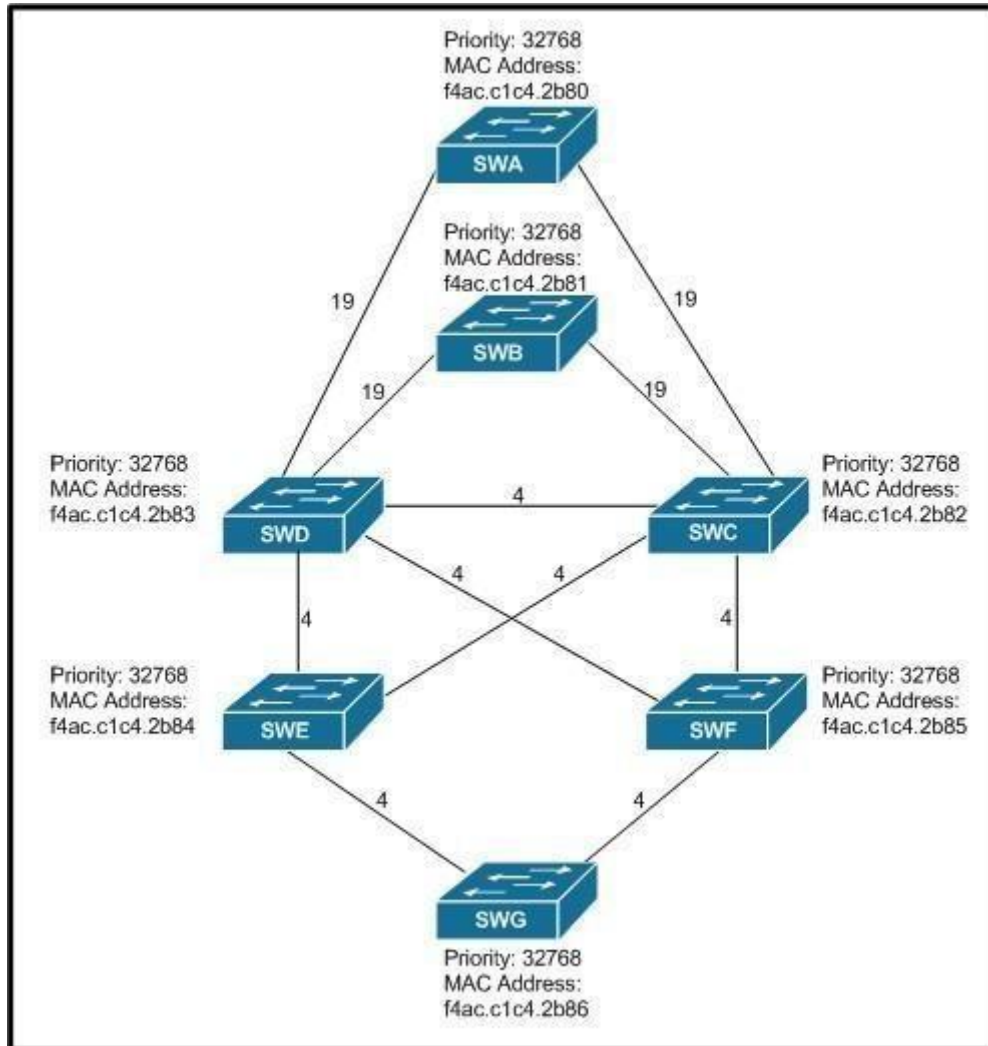 Priority: 32768
MAC Address:
f4ac.c1c4.2b80
SWA
Priority: 32768
MAC Address:
f4ac.c1c4.2b81
19
19
SWB
19
19
Priority: 32768
MAC Address:
f4ac.c1c4.2b83
Priority: 32768
MAC Address:
f4ac.c1c4.2b82
4
SWD
SWC
4
4
4
4
Priority: 32768
MAC Address:
f4ac.c1c4.2b84
Priority: 32768
MAC Address:
f4ac.c1c4.2b85
SWE
SWF
4
4
SWG
Priority: 32768
MAC Address:
f4ac.c1c4.2b86